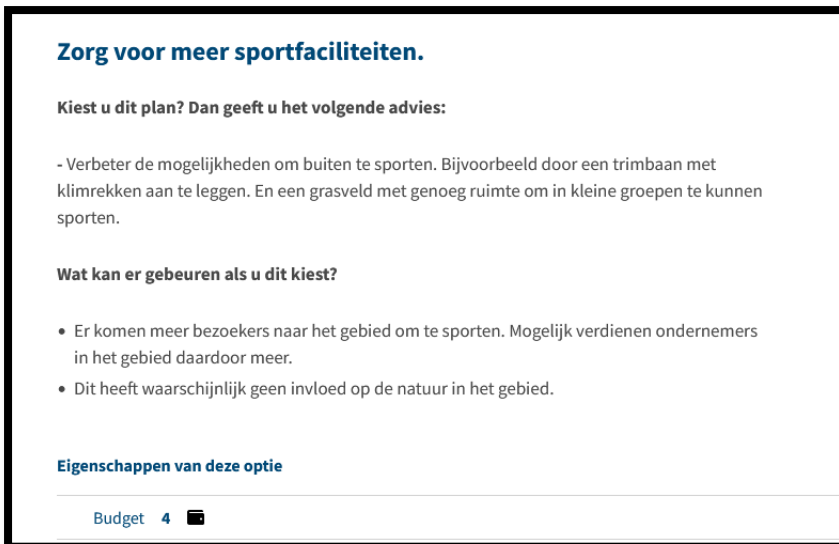 Zorg voor meer sportfaciliteiten.
Kiest u dit plan? Dan geeft u het volgende advies:
- Verbeter de mogelijkheden om buiten te sporten. Bijvoorbeeld door een trimbaan met
klimrekken aan te leggen. En een grasveld met genoeg ruimte om in kleine groepen te kunnen
sporten.
Wat kan er gebeuren als u dit kiest?
• Er komen meer bezoekers naar het gebied om te sporten. Mogelijk verdienen ondernemers
in het gebied daardoor meer.
• Dit heeft waarschijnlijk geen invloed op de natuur in het gebied.
Eigenschappen van deze optie
Budget 4